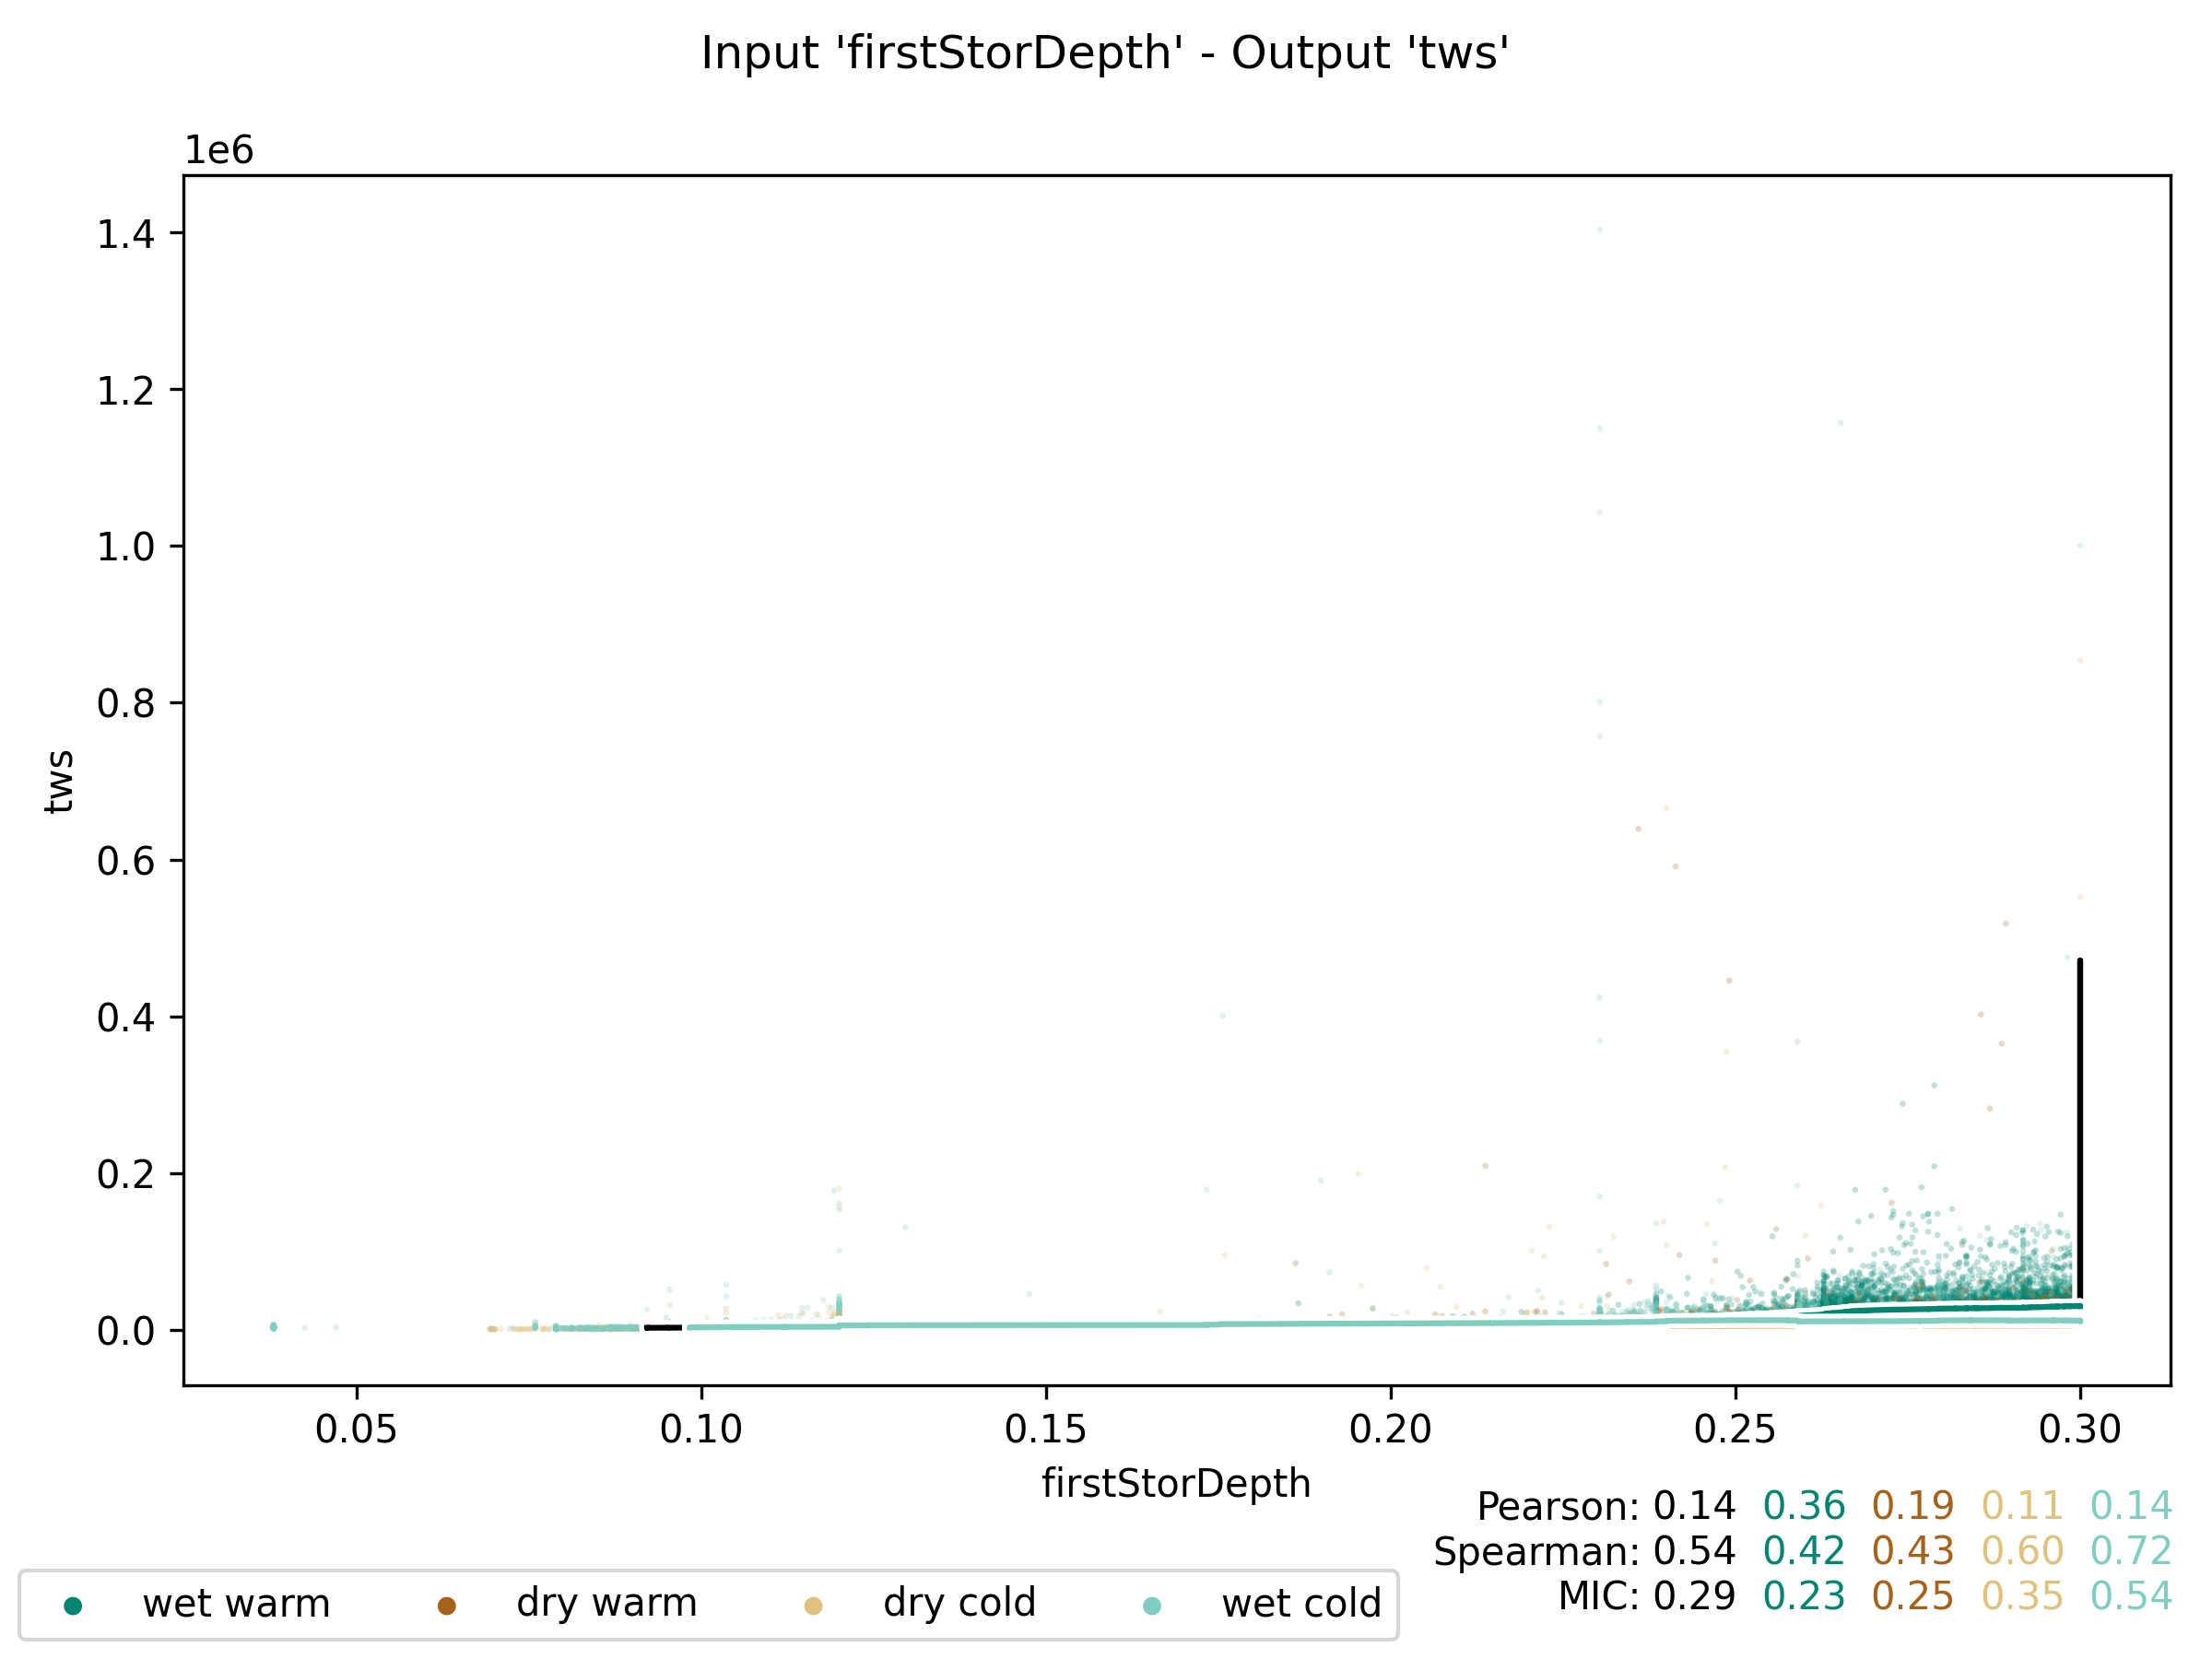 Input 'firstStorDepth' - Output 'tws'
1e6
1.4
1.2
1.0
0.8
0.6
0.4
0.2
0.0
tws
0.05 0.10 0.15 0.20 0.25 0.30
firstStorDepth
Pearson: 0.14 0.36 0.19 0.11 0.14
Spearman: 0.54 0.42 0.43 0.60 0.72
MIC: 0.29 0.23 0.25 0.35 0.54
wet warm dry warm dry cold wet cold